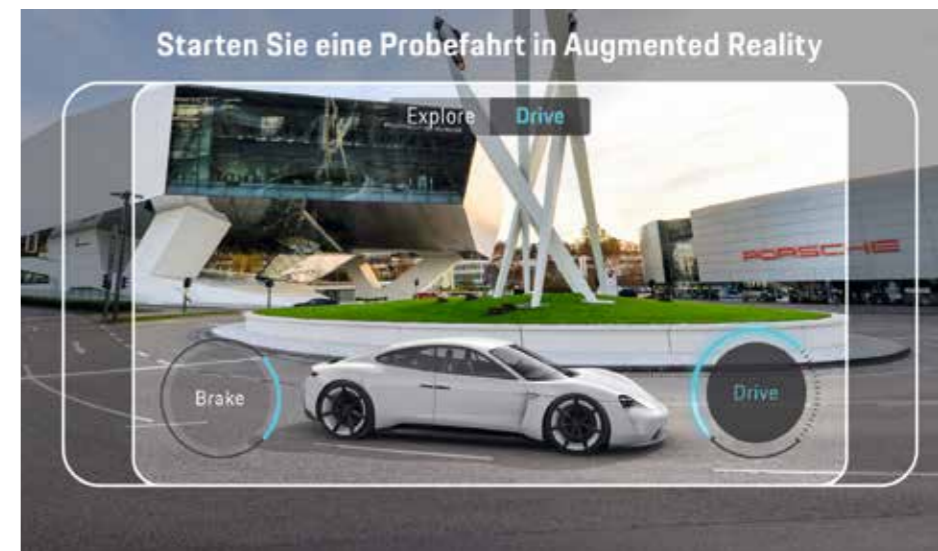 Starten Sie eine Probefahrt in Augmented Reality
Explore Drive
PORSCHE
Brake
Drive